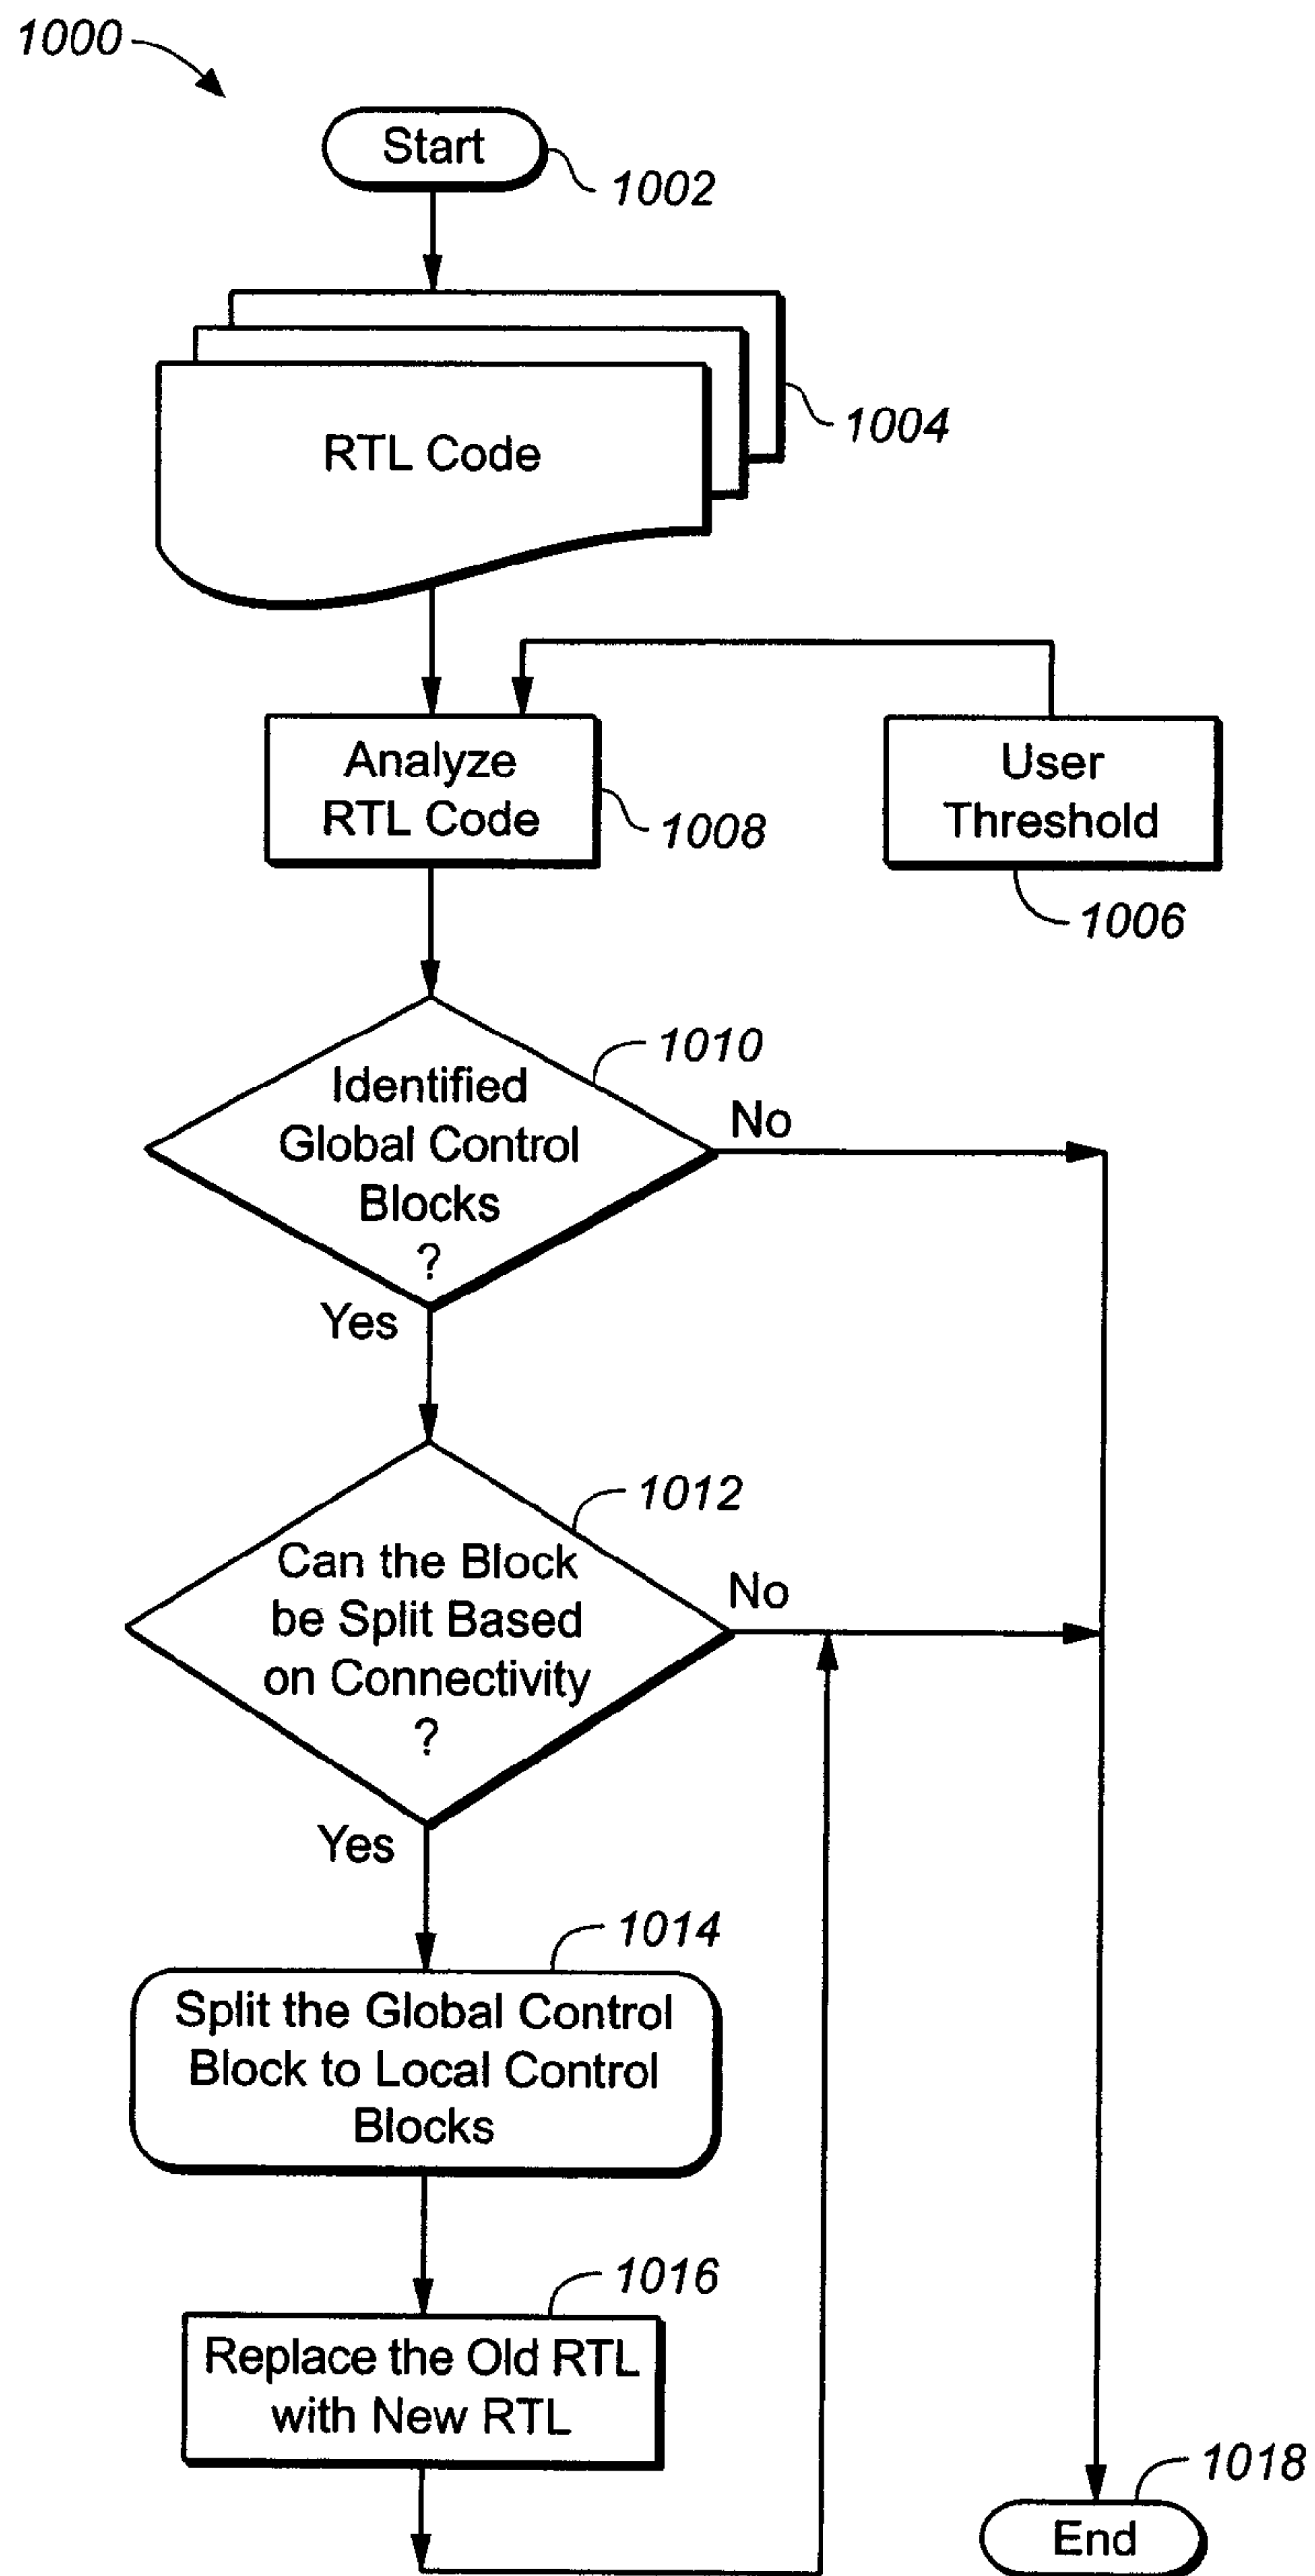 1000
Start
1002
RTL Code
1004
Analyze
RTL Code
1008
User
Threshold
1006
1010
Identified
Global Control
Blocks
?
No
Yes
1012
Can the Block
be Split Based
on Connectivity
?
No
Yes
1014
Split the Global Control
Block to Local Control
Blocks
1016
Replace the Old RTL
with New RTL
1018
End